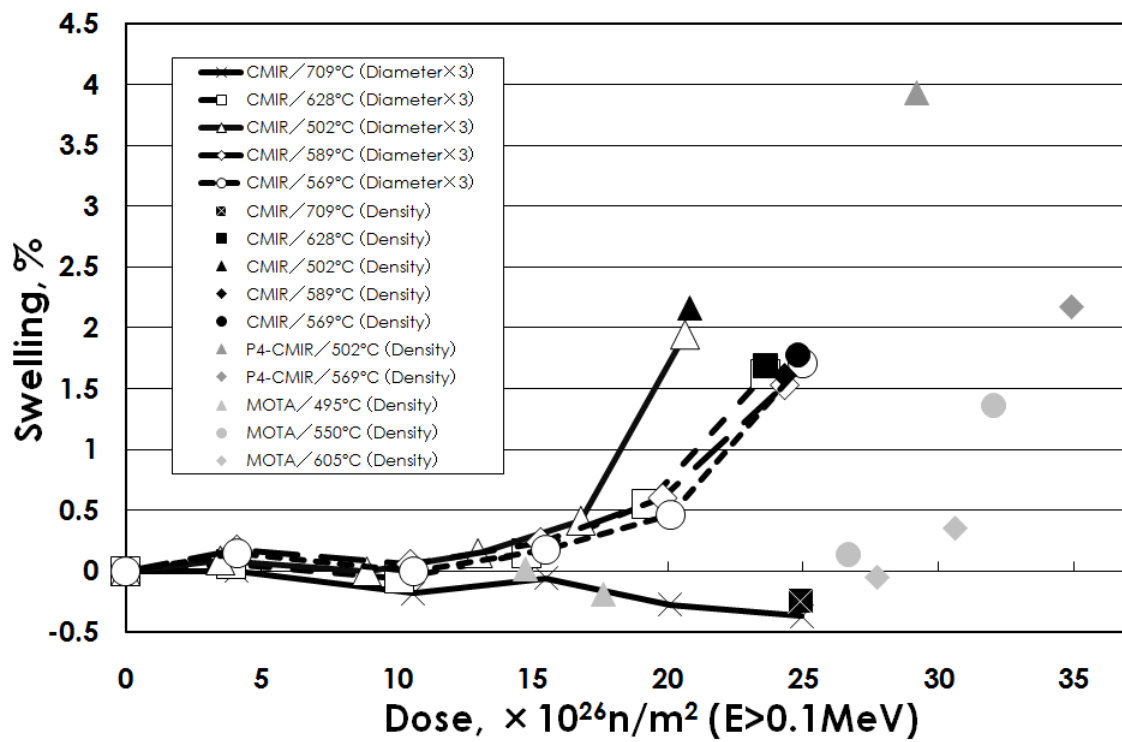 4.5
4
3.5
3
2.5
2
1.5
1
0.5
0
-0.5
Swelling, %
CMIR／709°C (Diameter×3)
CMIR／628°C (Diameter×3)
CMIR／502°C (Diameter×3)
CMIR／589°C (Diameter×3)
CMIR／569°C (Diameter×3)
CMIR／709°C (Density)
CMIR／628°C (Density)
CMIR／502°C (Density)
CMIR／589°C (Density)
CMIR／569°C (Density)
P4-CMIR／502°C (Density)
P4-CMIR／569°C (Density)
MOTA／495°C (Density)
MOTA／550°C (Density)
MOTA／605°C (Density)
0 5 10 15 20 25 30 35
Dose, ×10²⁶n/m² (E>0.1MeV)